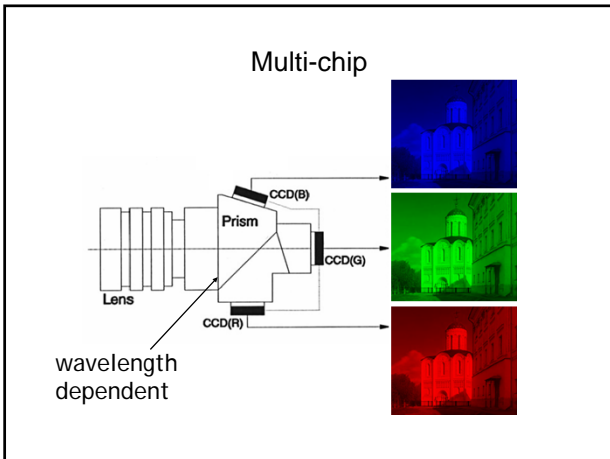 Multi-chip
CCD(B)
Prism
CCD(G)
Lens
CCD(R)
wavelength
dependent